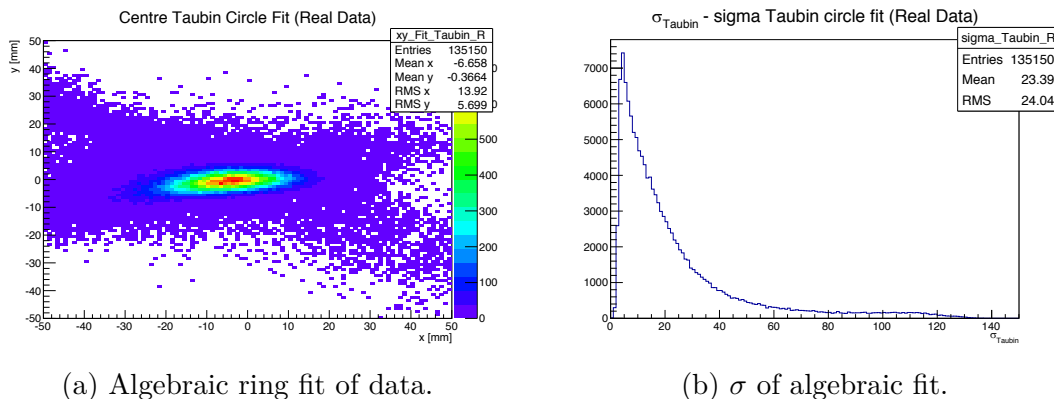 Centre Taubin Circle Fit (Real Data)
xy_Fit_Taubin_R
Entries 135150
Mean x -6.658
Mean y -0.3664
RMS x 13.92
RMS y 5.699
y [mm]
50
40
30
20
10
0
-10
-20
-30
-40
-50
-50 -40 -30 -20 -10 0 10 20 30 40 50
x [mm]
500
400
300
200
100
0
(a) Algebraic ring fit of data.
σTaubin - sigma Taubin circle fit (Real Data)
sigma_Taubin_R
Entries 135150
Mean 23.39
RMS 24.04
7000
6000
5000
4000
3000
2000
1000
0
0 20 40 60 80 100 120 140
σTaubin
(b) σ of algebraic fit.